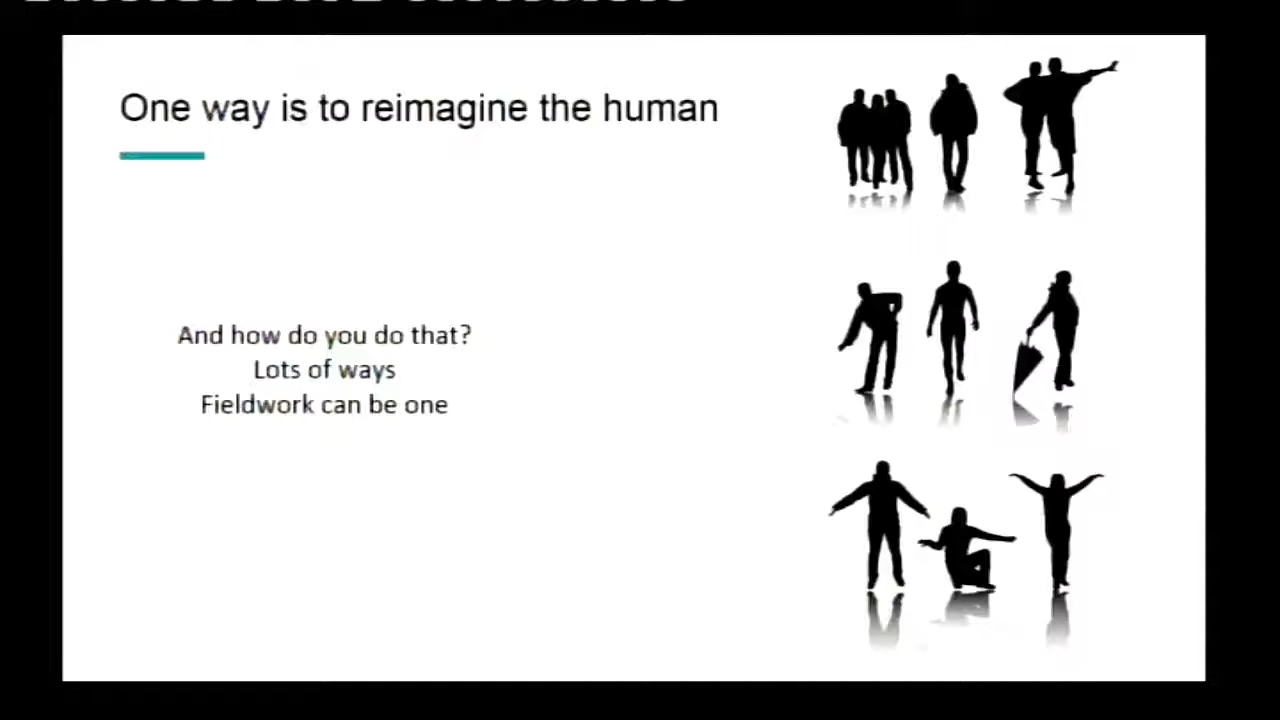 One way is to reimagine the human
And how do you do that?
Lots of ways
Fieldwork can be one